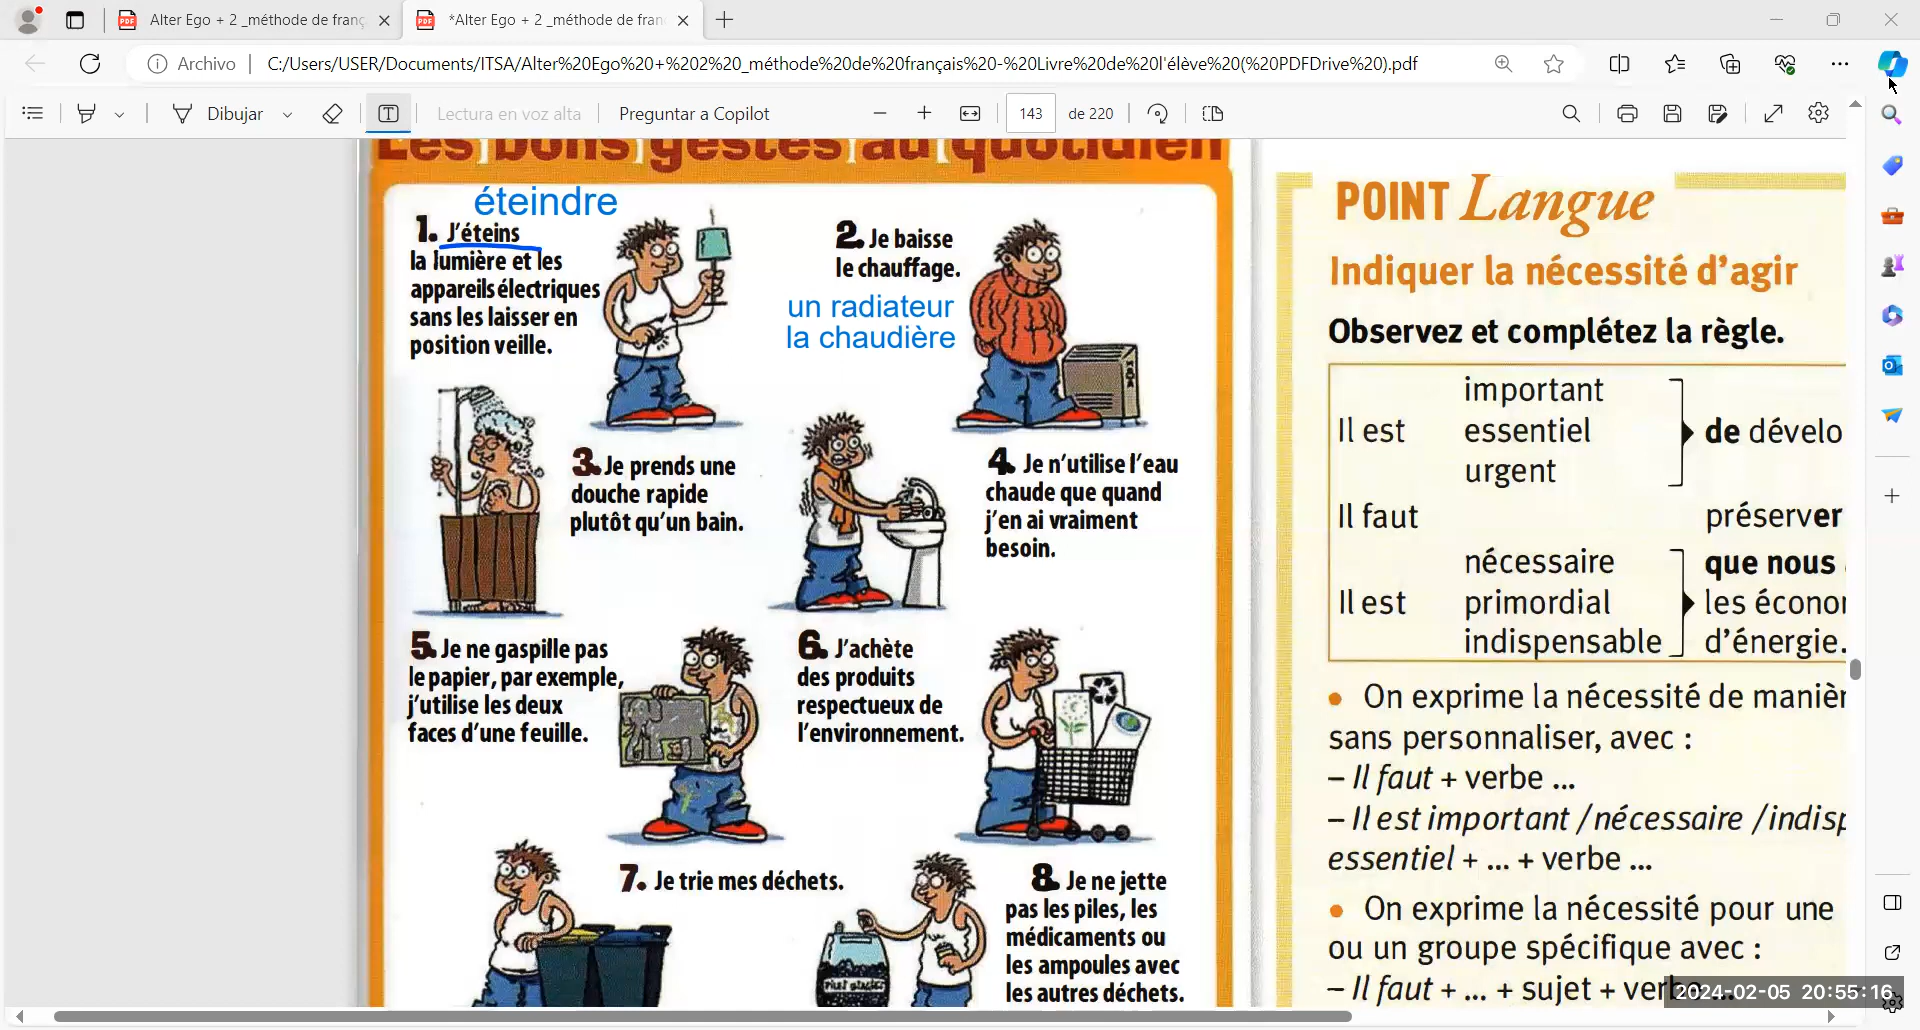 Alter Ego + 2 _méthode de franç
*Alter Ego + 2 _méthode de fran
Archivo
C:/Users/USER/Documents/ITSA/Alter%20Ego%20+%202%20_méthode%20de%20français%20-%20Livre%20de%20l'élève%20(%20PDFDrive%20).pdf
Dibujar
Lectura en voz alta
Preguntar a Copilot
143
de 220
Les bons gestes au quotidien
éteindre
1. J'éteins
la lumière et les
appareils électriques
sans les laisser en
position veille.
2. Je baisse
le chauffage.
un radiateur
la chaudière
3. Je prends une
douche rapide
plutôt qu'un bain.
4. Je n'utilise l'eau
chaude que quand
j'en ai vraiment
besoin.
5. Je ne gaspille pas
le papier, par exemple,
j'utilise les deux
faces d'une feuille.
6. J'achète
des produits
respectueux de
l'environnement.
7. Je trie mes déchets.
8. Je ne jette
pas les piles, les
médicaments ou
les ampoules avec
les autres déchets.
POINT Langue
Indiquer la nécessité d'agir
Observez et complétez la règle.
important
Il est essentiel de dévelo
urgent
Il faut préserver
nécessaire que nous
Il est primordial les écono
indispensable d'énergie.
• On exprime la nécessité de maniè
sans personnaliser, avec :
– Il faut + verbe ...
– Il est important / nécessaire / indisp
essentiel + ... + verbe ...
• On exprime la nécessité pour une
ou un groupe spécifique avec :
– Il faut + ... + sujet + verbe ...
2024-02-05 20:55:16